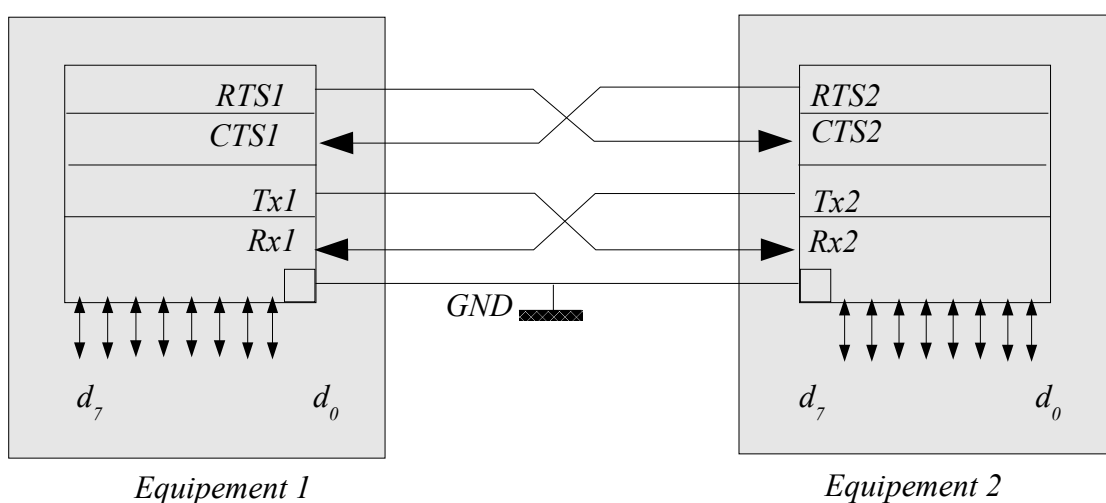 RTS1
CTS1
Tx1
Rx1
RTS2
CTS2
Tx2
Rx2
GND
d7
d0
d7
d0
Equipement 1
Equipement 2